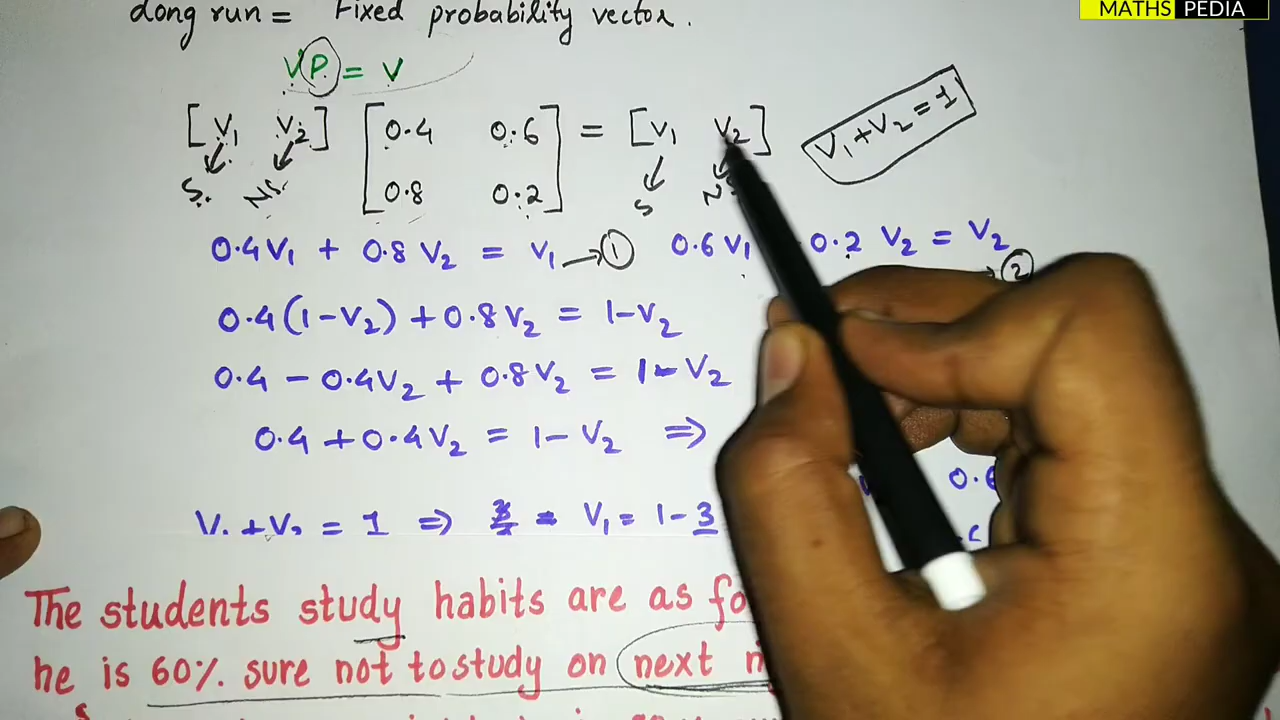 MATHS PEDIA
Long run = Fixed probability vector.
VP = V
[V₁ V₂] [0.4 0.6 = [V₁ V₂] V₁+V₂ = 1
0.8 0.2]
S. NS. S NS
0.4V₁ + 0.8V₂ = V₁ → ① 0.6V₁ 0.2 V₂ = V₂
②
0.4(1-V₂) + 0.8V₂ = 1-V₂
0.4 - 0.4V₂ + 0.8V₂ = 1 - V₂
0.4 + 0.4V₂ = 1 - V₂ ⇒
V₁+V₂ = 1 ⇒ V₁ = 1 - 3
The students study habits are as
he is 60% sure not to study on next